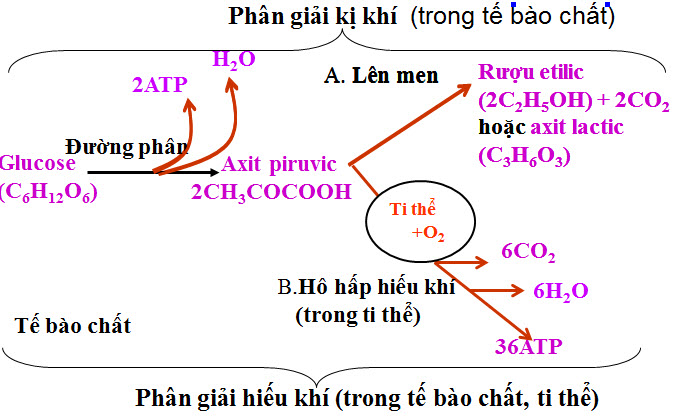 Phân giải kị khí (trong tế bào chất)
H₂O
2ATP
A. Lên men
Rượu etilic
(2C₂H₅OH) + 2CO₂
hoặc axit lactic
(C₃H₆O₃)
Đường phân
Glucose
(C₆H₁₂O₆)
Axit piruvic
2CH₃COCOOH
Ti thể
+O₂
6CO₂
B.Hô hấp hiếu khí
(trong ti thể)
6H₂O
Tế bào chất
36ATP
Phân giải hiếu khí (trong tế bào chất, ti thể)